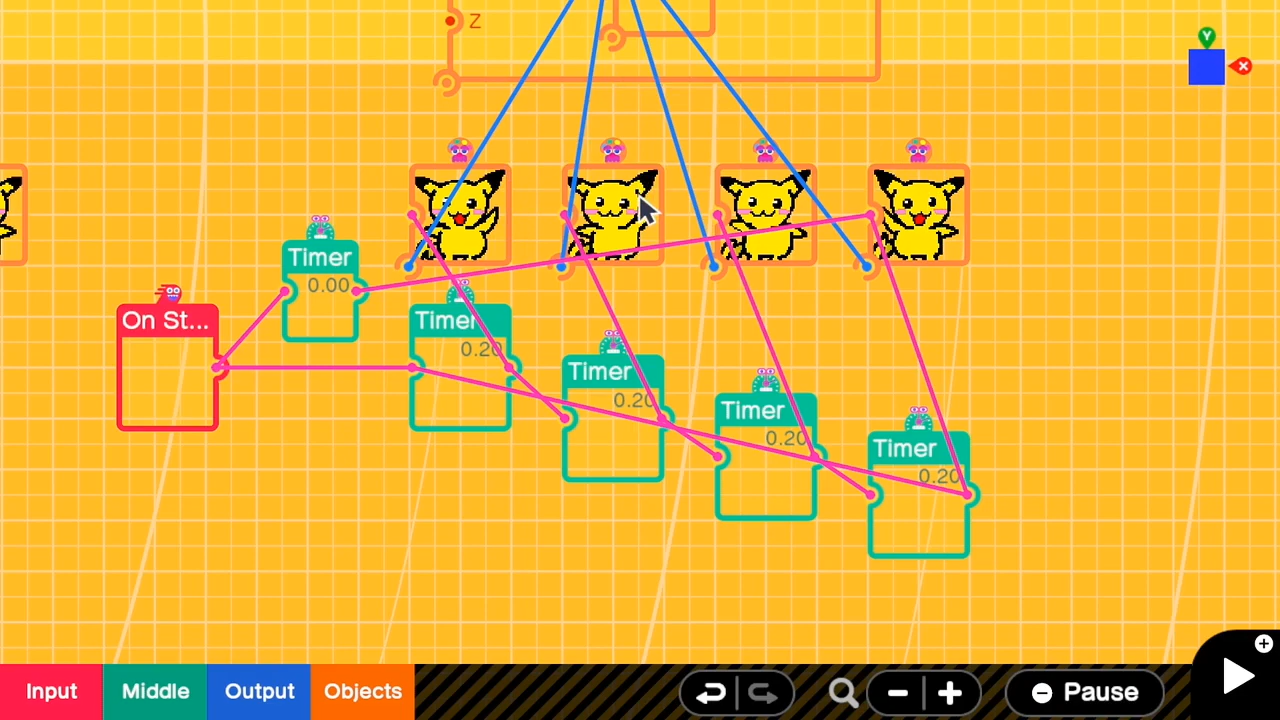 Z
Y
X
Timer
0.00
On St...
Timer
0.20
Timer
0.20
Timer
0.20
Timer
0.20
Input Middle Output Objects Pause